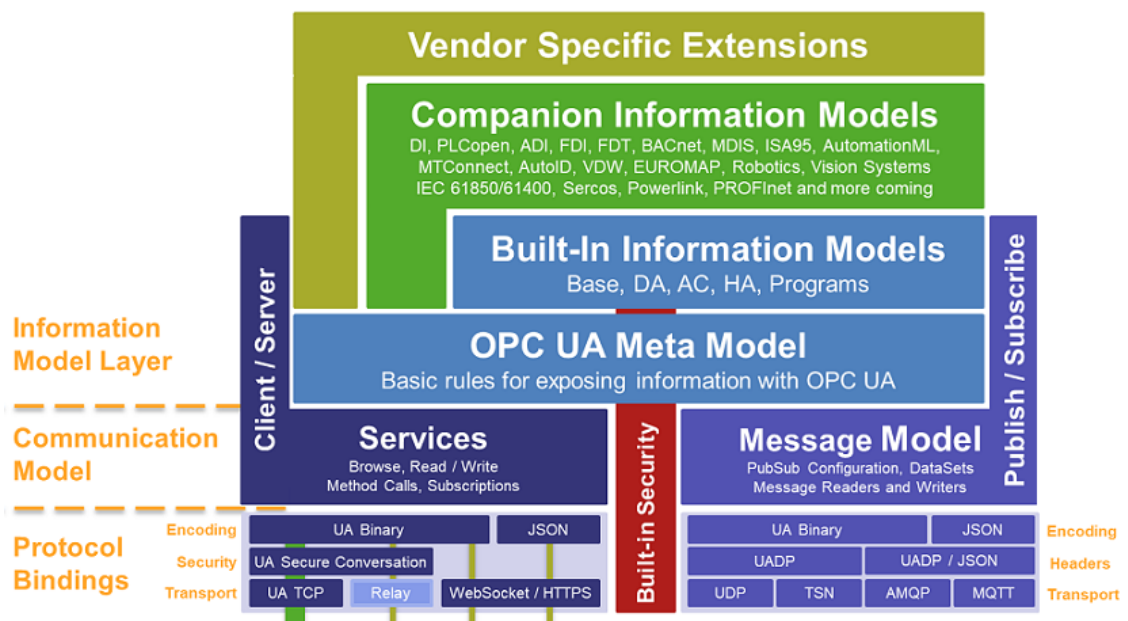 Vendor Specific Extensions
Companion Information Models
DI, PLCopen, ADI, FDI, FDT, BACnet, MDIS, ISA95, AutomationML,
MTConnect, AutoID, VDW, EUROMAP, Robotics, Vision Systems
IEC 61850/61400, Sercos, Powerlink, PROFInet and more coming
Built-In Information Models
Base, DA, AC, HA, Programs
Client / Server
Publish / Subscribe
Information
Model Layer
OPC UA Meta Model
Basic rules for exposing information with OPC UA
Communication
Model
Services
Browse, Read / Write
Method Calls, Subscriptions
Built-in Security
Message Model
PubSub Configuration, DataSets
Message Readers and Writers
Protocol
Bindings
Encoding
UA Binary
JSON
UA Binary
JSON
Encoding
Security
UA Secure Conversation
UADP
UADP / JSON
Headers
Transport
UA TCP
Relay
WebSocket / HTTPS
UDP
TSN
AMQP
MQTT
Transport